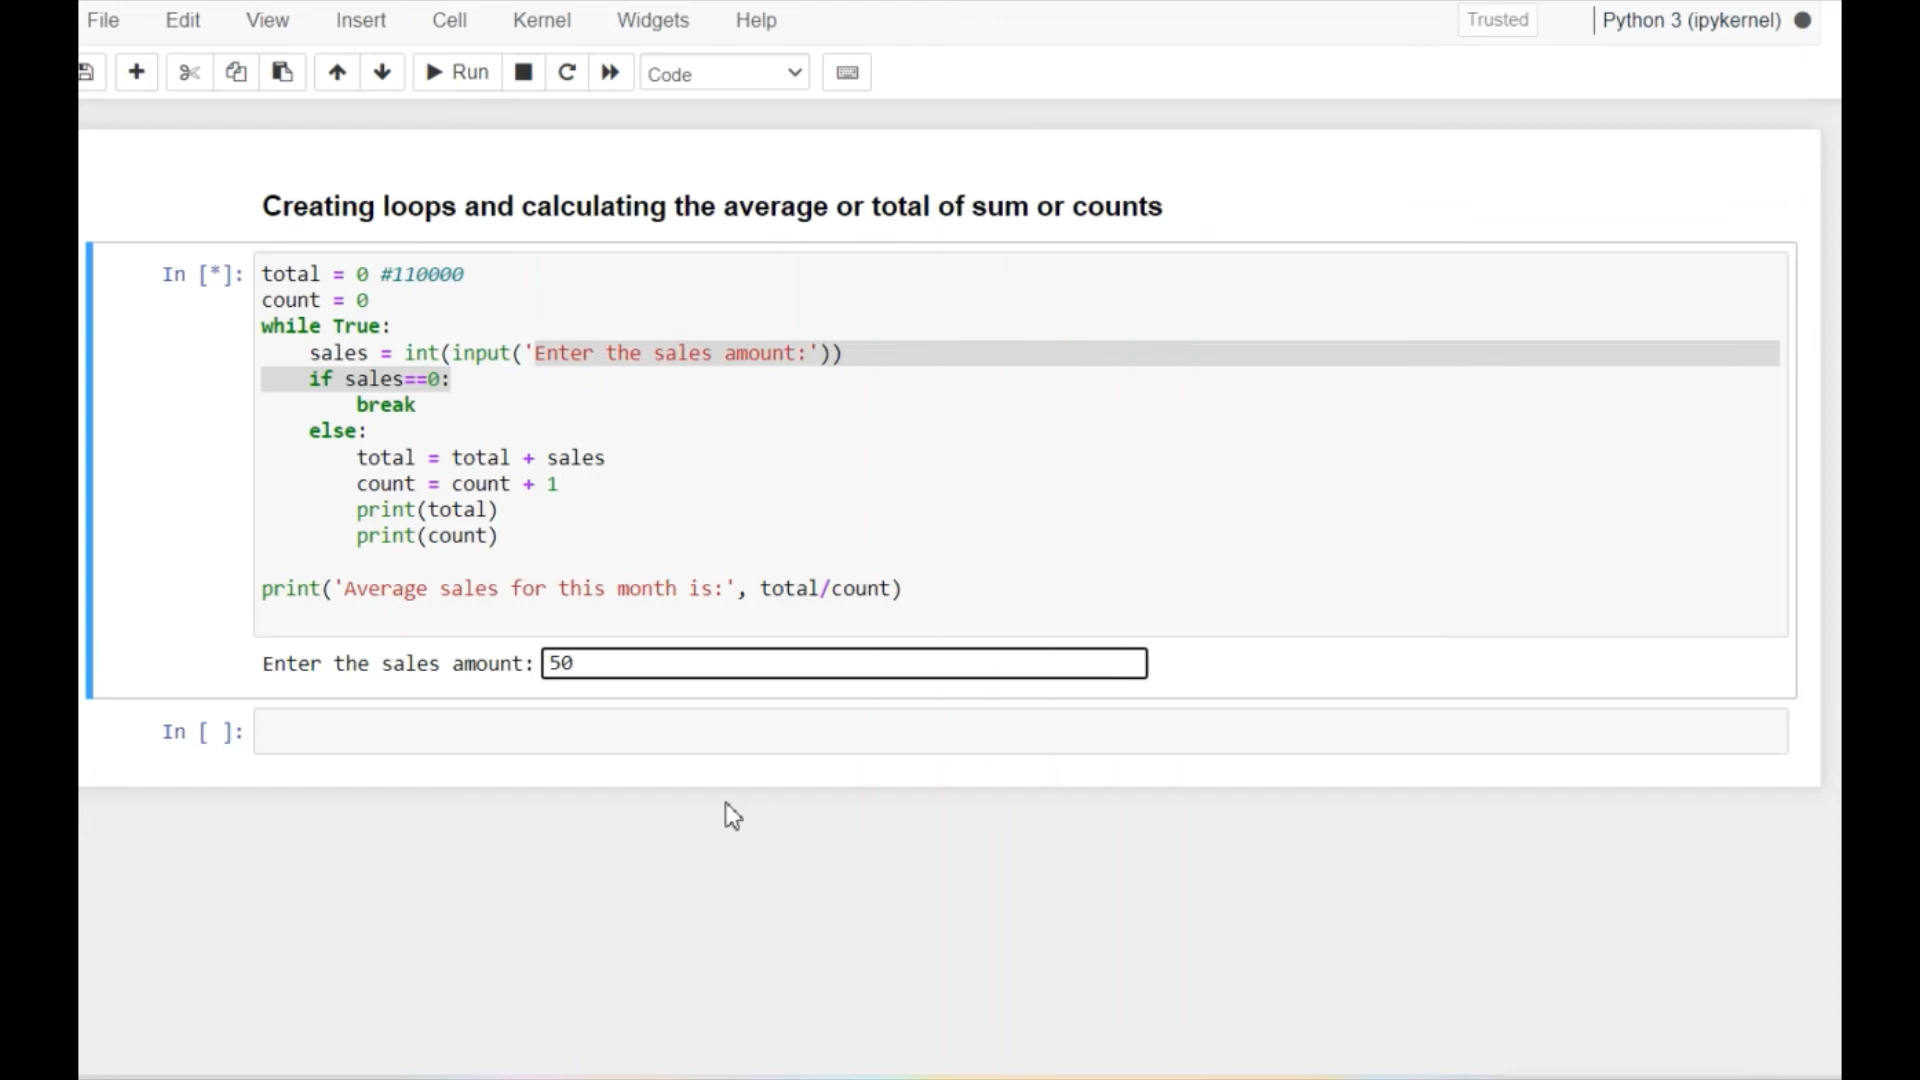 File Edit View Insert Cell Kernel Widgets Help Trusted Python 3 (ipykernel)
Run Code
Creating loops and calculating the average or total of sum or counts
In [*]: total = 0 #110000
count = 0
while True:
    sales = int(input('Enter the sales amount:'))
    if sales==0:
        break
    else:
        total = total + sales
        count = count + 1
        print(total)
        print(count)
print('Average sales for this month is:', total/count)
Enter the sales amount: 50
In [ ]: